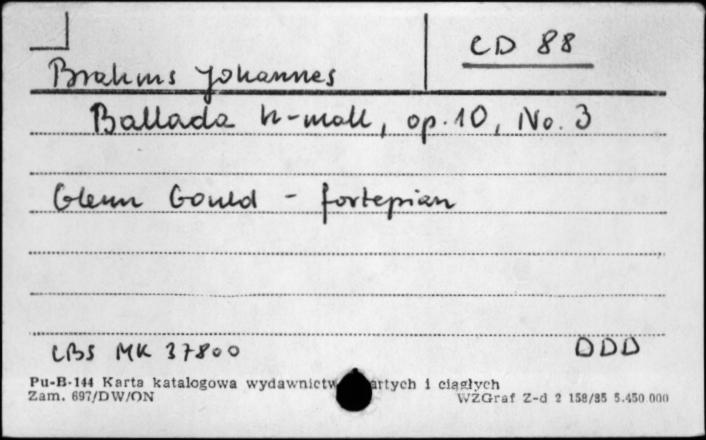 CD 88
Brahms Johannes
Ballada h-moll, op. 10, No. 3
Glenn Gould - fortepian
CBS MK 37800 DDD
Pu-B-144 Karta katalogowa wydawnictw artych i ciągłych
Zam. 697/DW/ON WZGraf Z-d 2 158/85 5.450.000